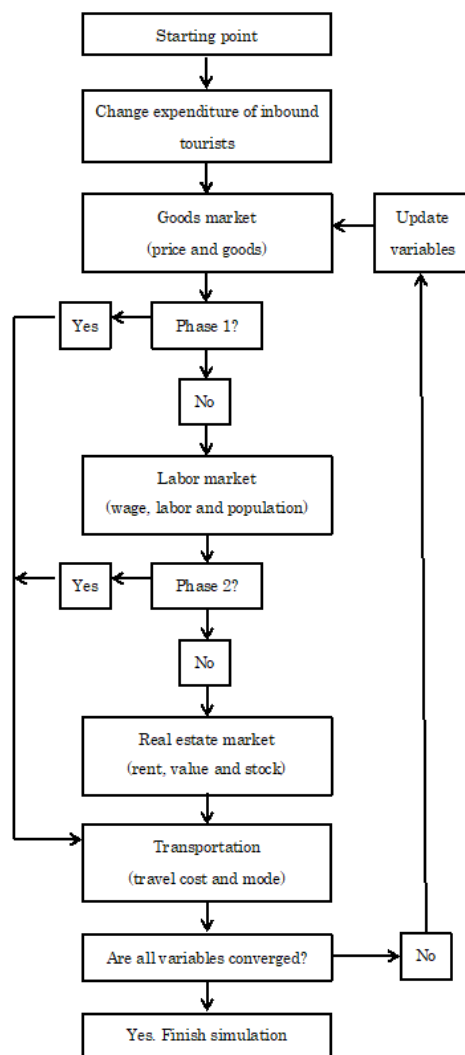 Starting point
Change expenditure of inbound
tourists
Goods market
(price and goods)
Update
variables
Yes
Phase 1?
No
Labor market
(wage, labor and population)
Yes
Phase 2?
No
Real estate market
(rent, value and stock)
Transportation
(travel cost and mode)
Are all variables converged?
No
Yes. Finish simulation